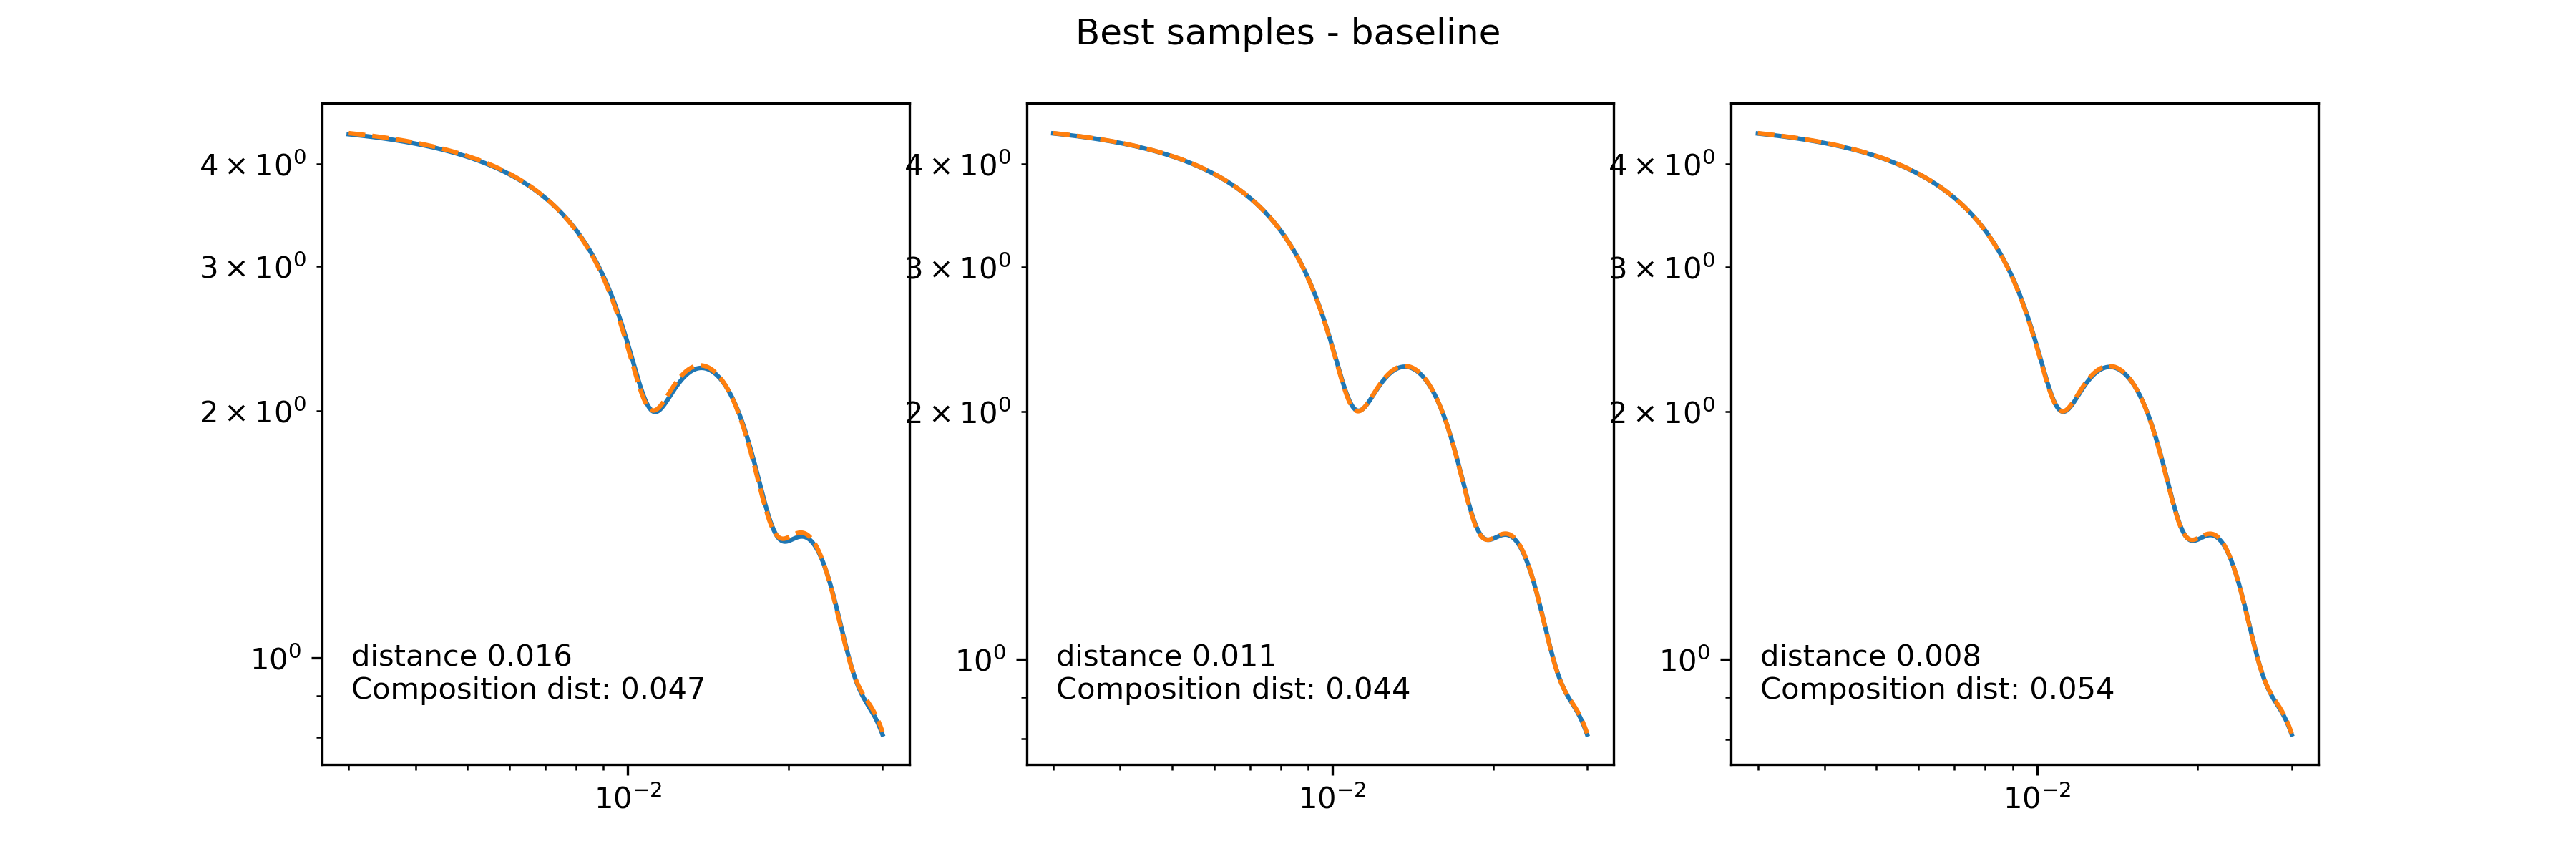 Best samples - baseline
4 × 10⁰
3 × 10⁰
2 × 10⁰
10⁰
distance 0.016
Composition dist: 0.047
10⁻²
4 × 10⁰
3 × 10⁰
2 × 10⁰
10⁰
distance 0.011
Composition dist: 0.044
10⁻²
4 × 10⁰
3 × 10⁰
2 × 10⁰
10⁰
distance 0.008
Composition dist: 0.054
10⁻²